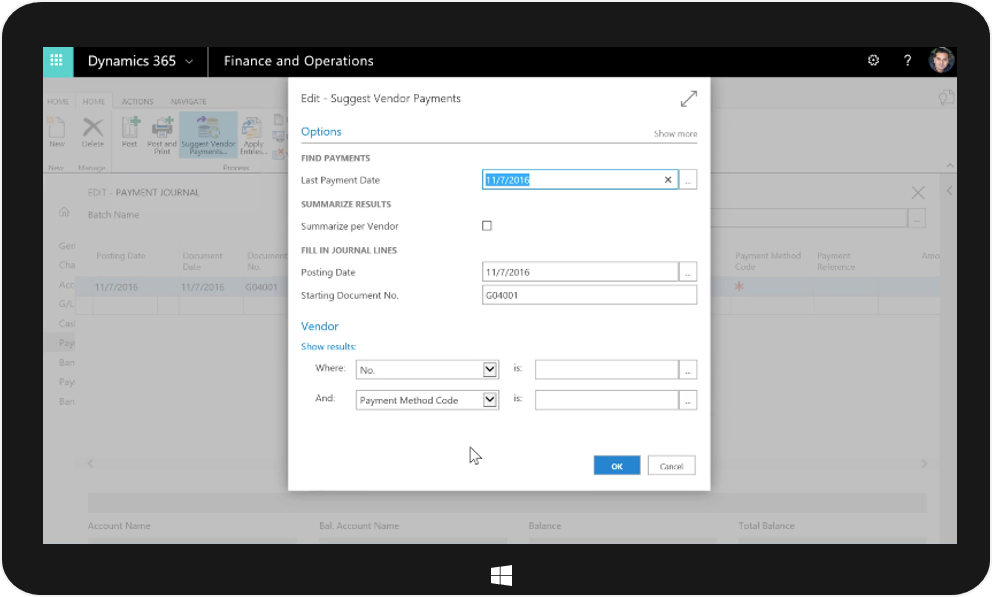 Dynamics 365 Finance and Operations ?
HOME HOME ACTIONS NAVIGATE
New Delete Post Post and Print Suggest Vendor Payments... Apply Entries...
New Manage Process
Edit - Suggest Vendor Payments
Options Show more
FIND PAYMENTS
Last Payment Date 11/7/2016 ...
SUMMARIZE RESULTS
Summarize per Vendor
FILL IN JOURNAL LINES
Posting Date 11/7/2016 ...
Starting Document No. G04001
Vendor
Show results:
Where: No. is: ...
And: Payment Method Code is: ...
OK Cancel
EDIT - PAYMENT JOURNAL
Batch Name ...
Gen
Cha
Acc
G/L
Cas
Pay
Ban
Pay
Ban
Posting Date Document Date Document No. Payment Method Code Payment Reference Amo
11/7/2016 11/7/2016 G04001 *
Account Name Bal. Account Name Balance Total Balance